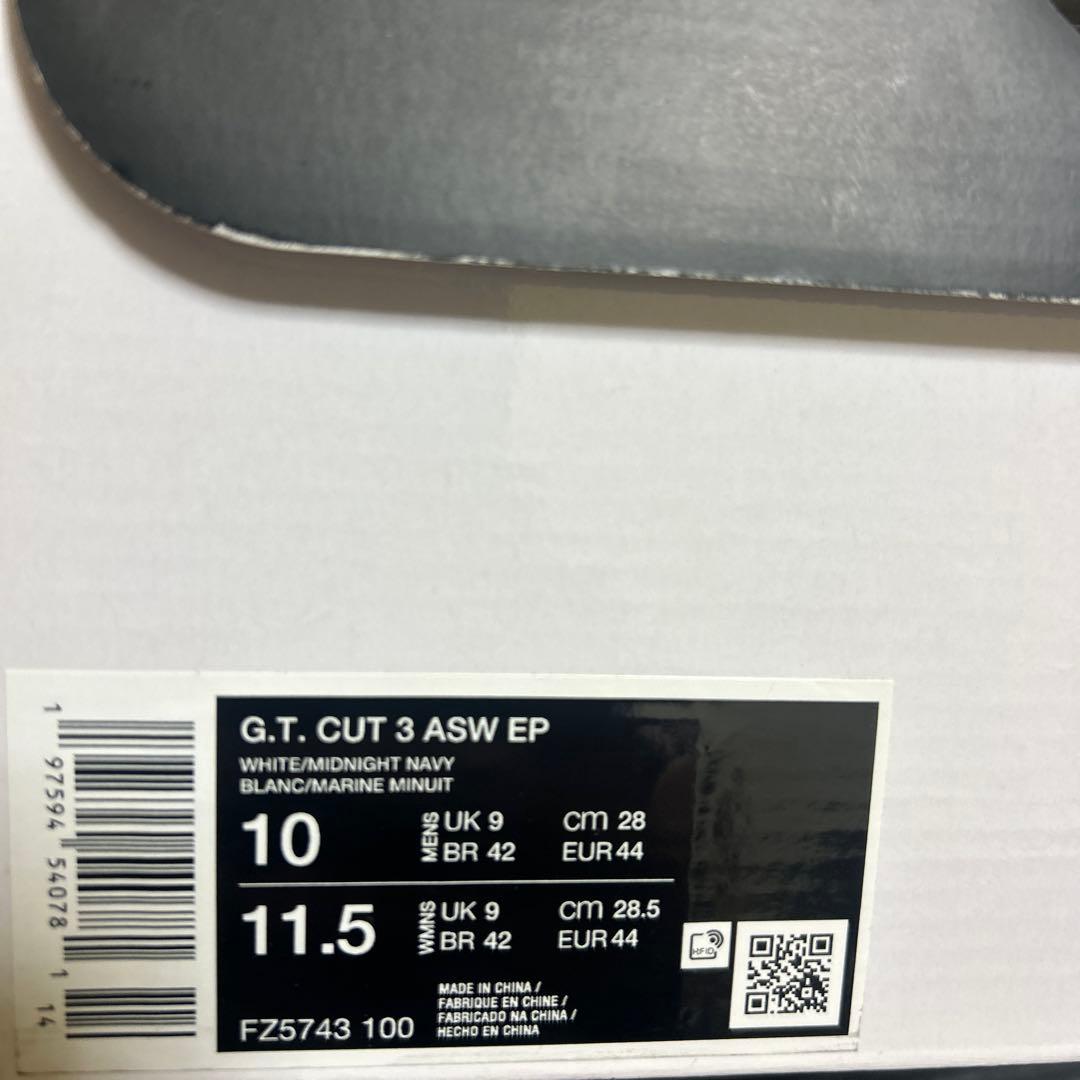 G.T. CUT 3 ASW EP
WHITE/MIDNIGHT NAVY
BLANC/MARINE MINUIT
10
MENS
UK 9
cm 28
BR 42
EUR 44
11.5
WMNS
UK 9
cm 28.5
BR 42
EUR 44
RFID
MADE IN CHINA /
FABRIQUE EN CHINE /
FABRICADO NA CHINA /
HECHO EN CHINA
FZ5743 100
1 97594 54078 1 14